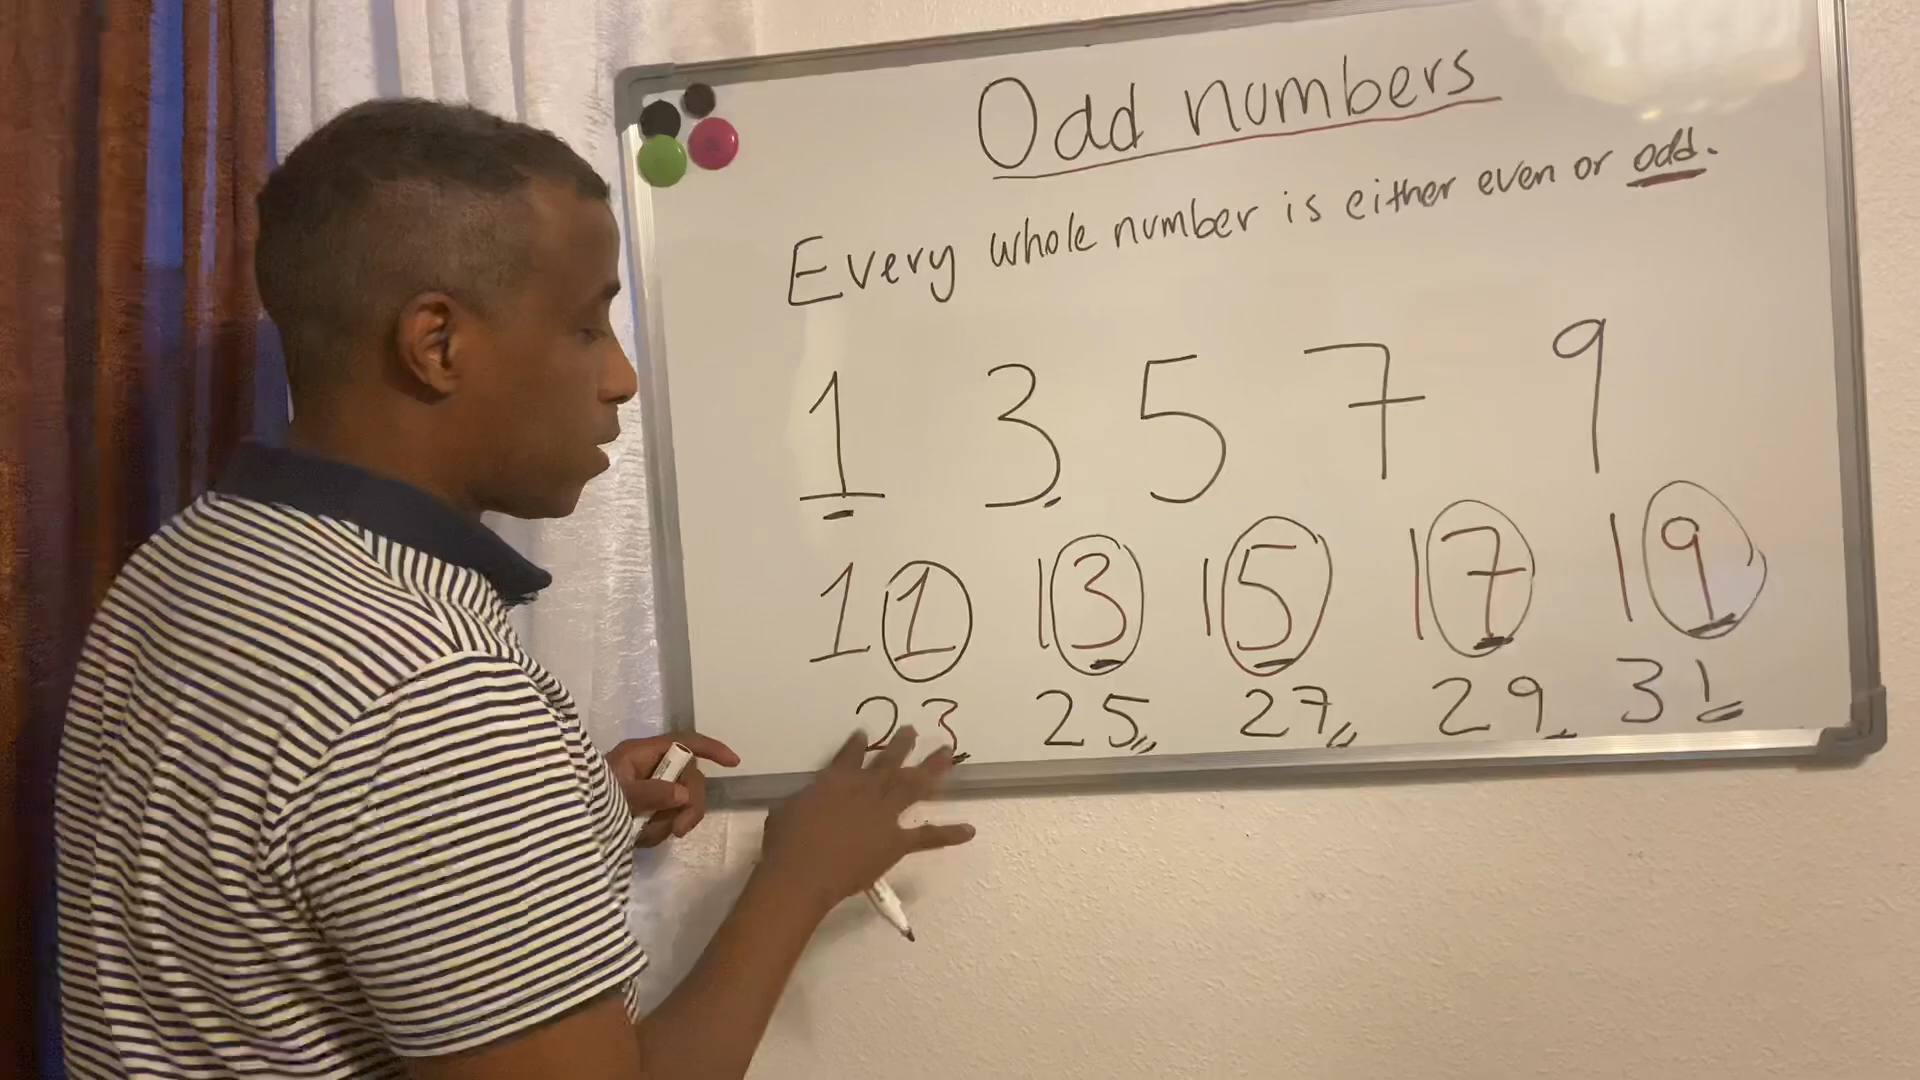 Odd numbers
Every whole number is either even or odd.
1 3 5 7 9
11 13 15 17 19
23 25 27 29 31